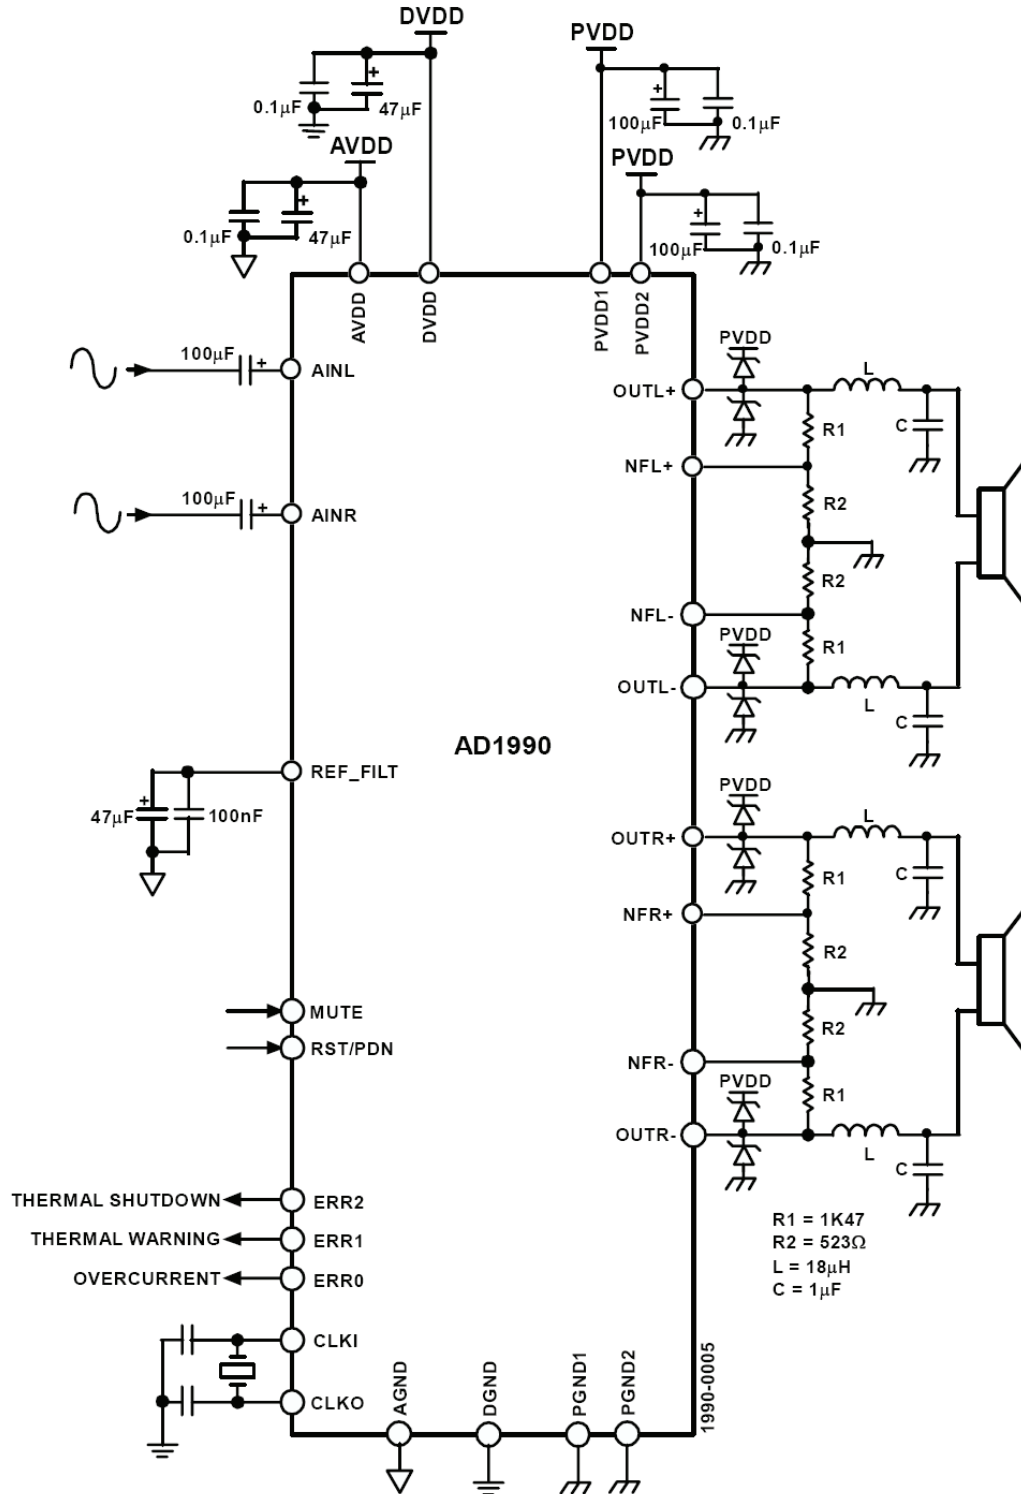 DVDD
PVDD
0.1µF
47µF
100µF
0.1µF
AVDD
PVDD
0.1µF
47µF
100µF
0.1µF
AVDD
DVDD
PVDD1
PVDD2
100µF
AINL
100µF
AINR
OUTL+
PVDD
L
C
R1
NFL+
R2
R2
NFL-
PVDD
R1
OUTL-
L
C
AD1990
REF_FILT
47µF
100nF
OUTR+
PVDD
L
C
R1
NFR+
R2
R2
NFR-
PVDD
R1
OUTR-
L
C
MUTE
RST/PDN
THERMAL SHUTDOWN
ERR2
THERMAL WARNING
ERR1
OVERCURRENT
ERR0
CLKI
CLKO
R1 = 1K47
R2 = 523Ω
L = 18µH
C = 1µF
AGND
DGND
PGND1
PGND2
1990-0005
+
+
+
+
+
+
+